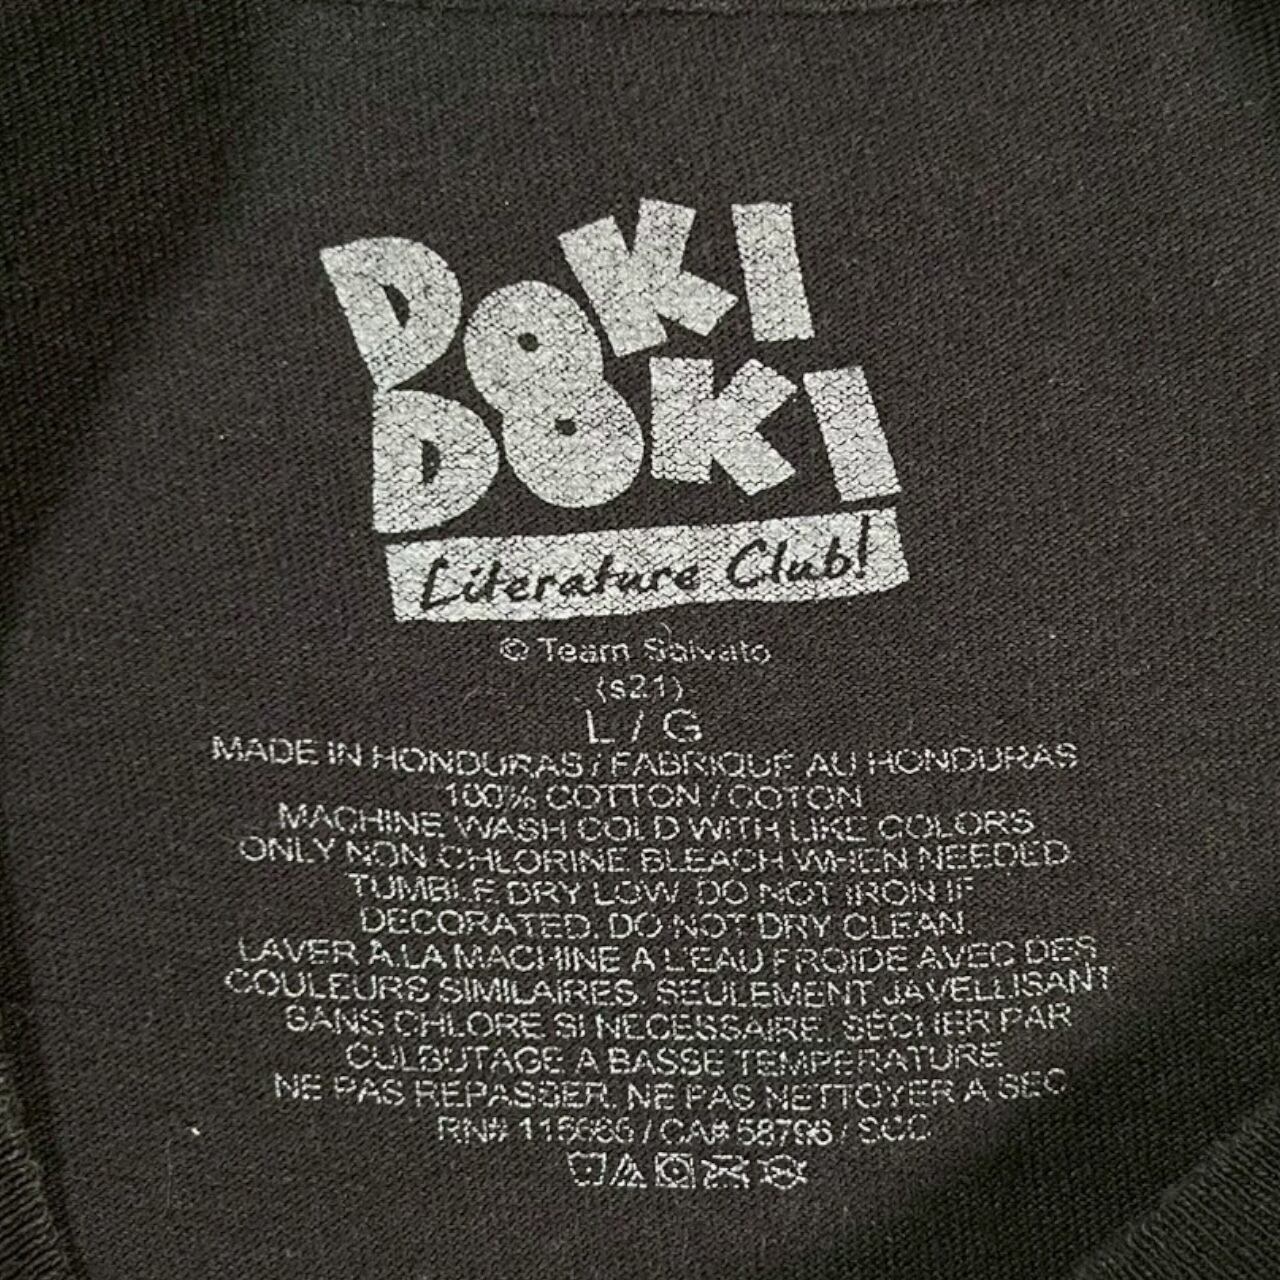 DOKI
DOKI
Literature Club!
© Team Salvato
(s21)
L / G
MADE IN HONDURAS / FABRIQUÉ AU HONDURAS
100% COTTON / COTON
MACHINE WASH COLD WITH LIKE COLORS
ONLY NON CHLORINE BLEACH WHEN NEEDED
TUMBLE DRY LOW. DO NOT IRON IF
DECORATED. DO NOT DRY CLEAN.
LAVER À LA MACHINE A L'EAU FROIDE AVEC DES
COULEURS SIMILAIRES. SEULEMENT JAVELLISANT
SANS CHLORE SI NECESSAIRE. SÉCHER PAR
CULBUTAGE A BASSE TEMPERATURE.
NE PAS REPASSER. NE PAS NETTOYER A SEC
RN# / CA# 58796 / SCC